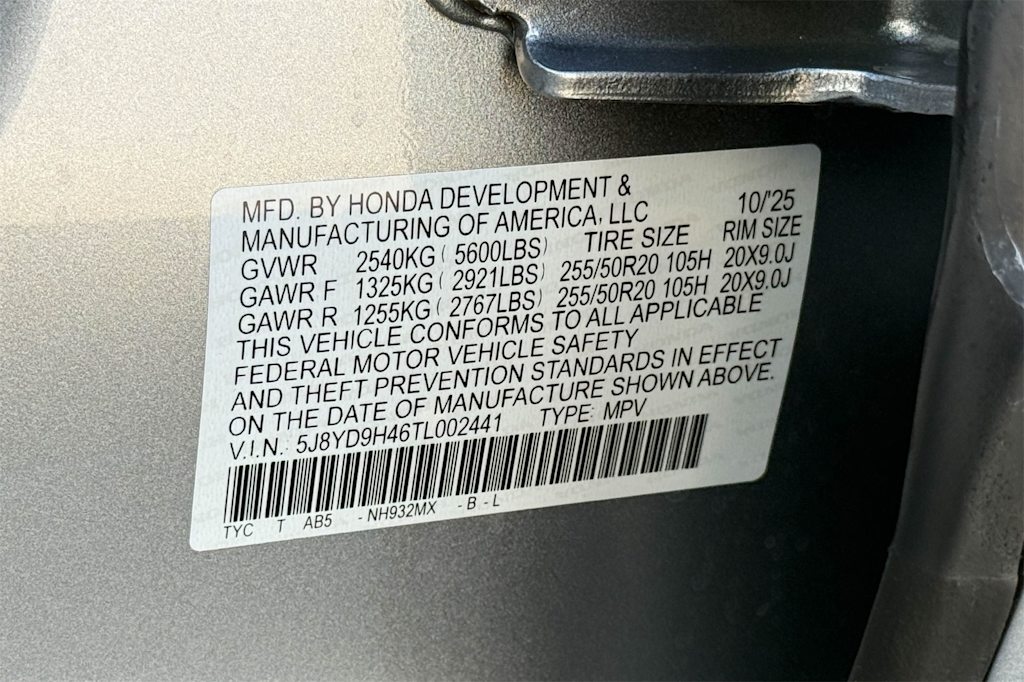 MFD. BY HONDA DEVELOPMENT &
MANUFACTURING OF AMERICA, LLC 10/'25
GVWR 2540KG ( 5600LBS) TIRE SIZE RIM SIZE
GAWR F 1325KG ( 2921LBS) 255/50R20 105H 20X9.0J
GAWR R 1255KG ( 2767LBS) 255/50R20 105H 20X9.0J
THIS VEHICLE CONFORMS TO ALL APPLICABLE
FEDERAL MOTOR VEHICLE SAFETY
AND THEFT PREVENTION STANDARDS IN EFFECT
ON THE DATE OF MANUFACTURE SHOWN ABOVE.
V.I.N.: 5J8YD9H46TL002441 TYPE: MPV
TYC T AB5 - NH932MX - B - L